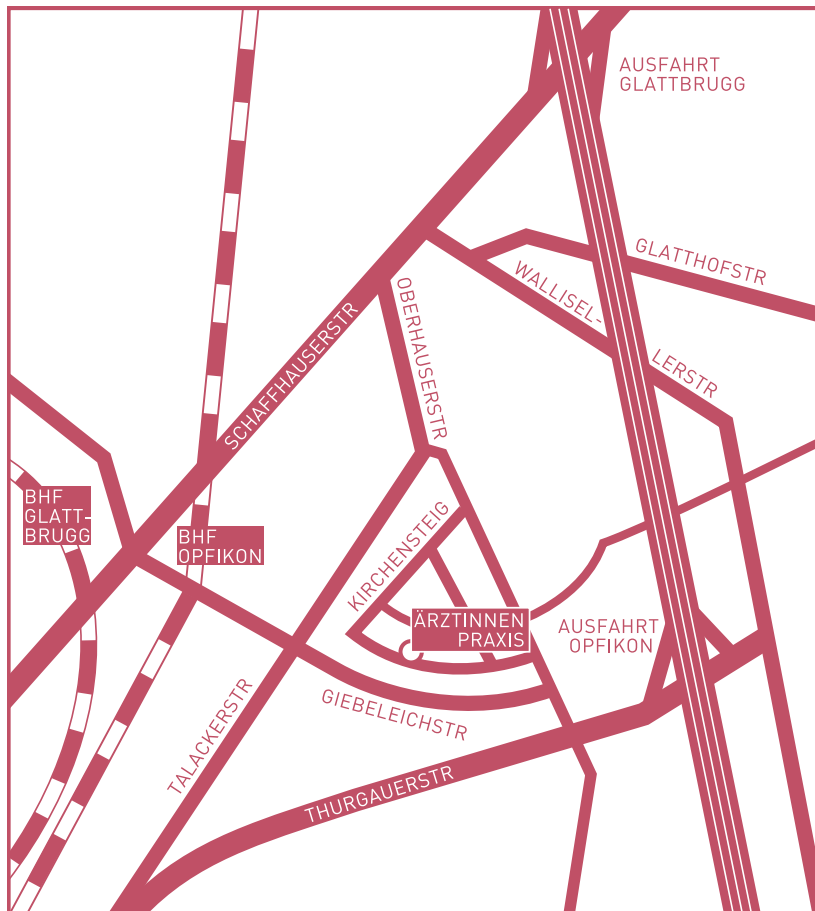 AUSFAHRT
GLATTBRUGG
GLATTHOFSTR
WALLISEL-
LERSTR
OBERHAUSERSTR
SCHAFFHAUSERSTR
BHF
GLATT-
BRUGG
BHF
OPFIKON
KIRCHENSTEIG
ÄRZTINNEN
PRAXIS
AUSFAHRT
OPFIKON
GIEBELEICHSTR
TALACKERSTR
THURGAUERSTR